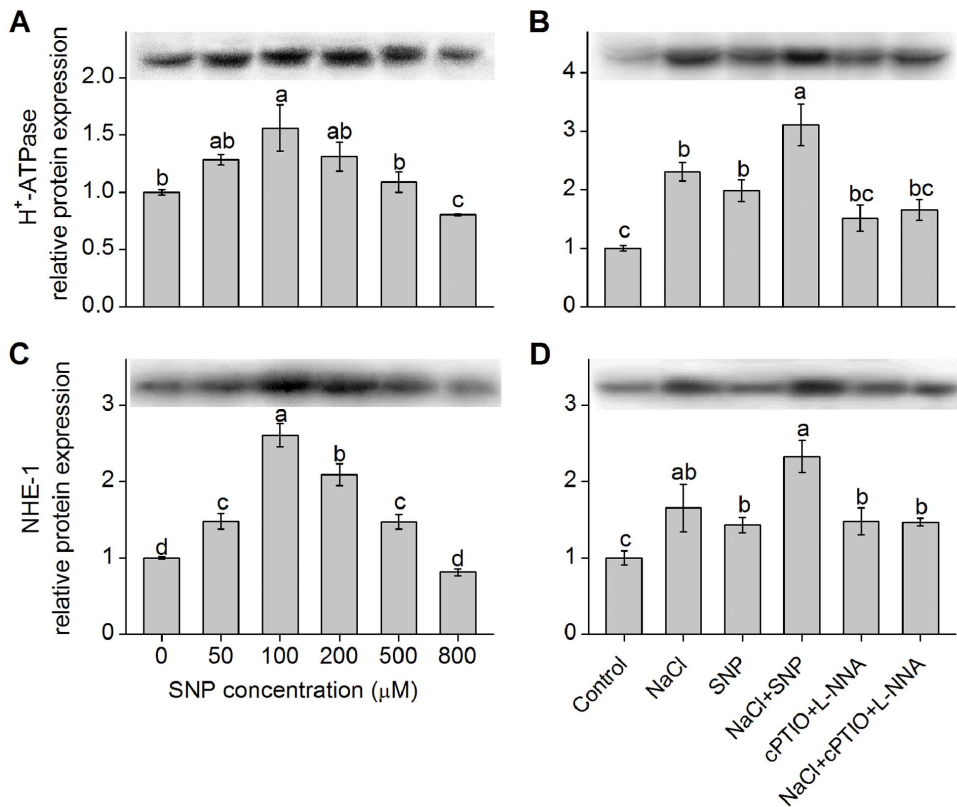 A
B
H⁺-ATPase
relative protein expression
2.0
1.5
1.0
0.5
0.0
b
ab
a
ab
b
c
4
3
2
1
0
c
b
b
a
bc
bc
C
D
NHE-1
relative protein expression
3
2
1
0
d
c
a
b
c
d
3
2
1
0
c
ab
b
a
b
b
0 50 100 200 500 800
SNP concentration (μM)
Control
NaCl
SNP
NaCl+SNP
cPTIO+L-NNA
NaCl+cPTIO+L-NNA